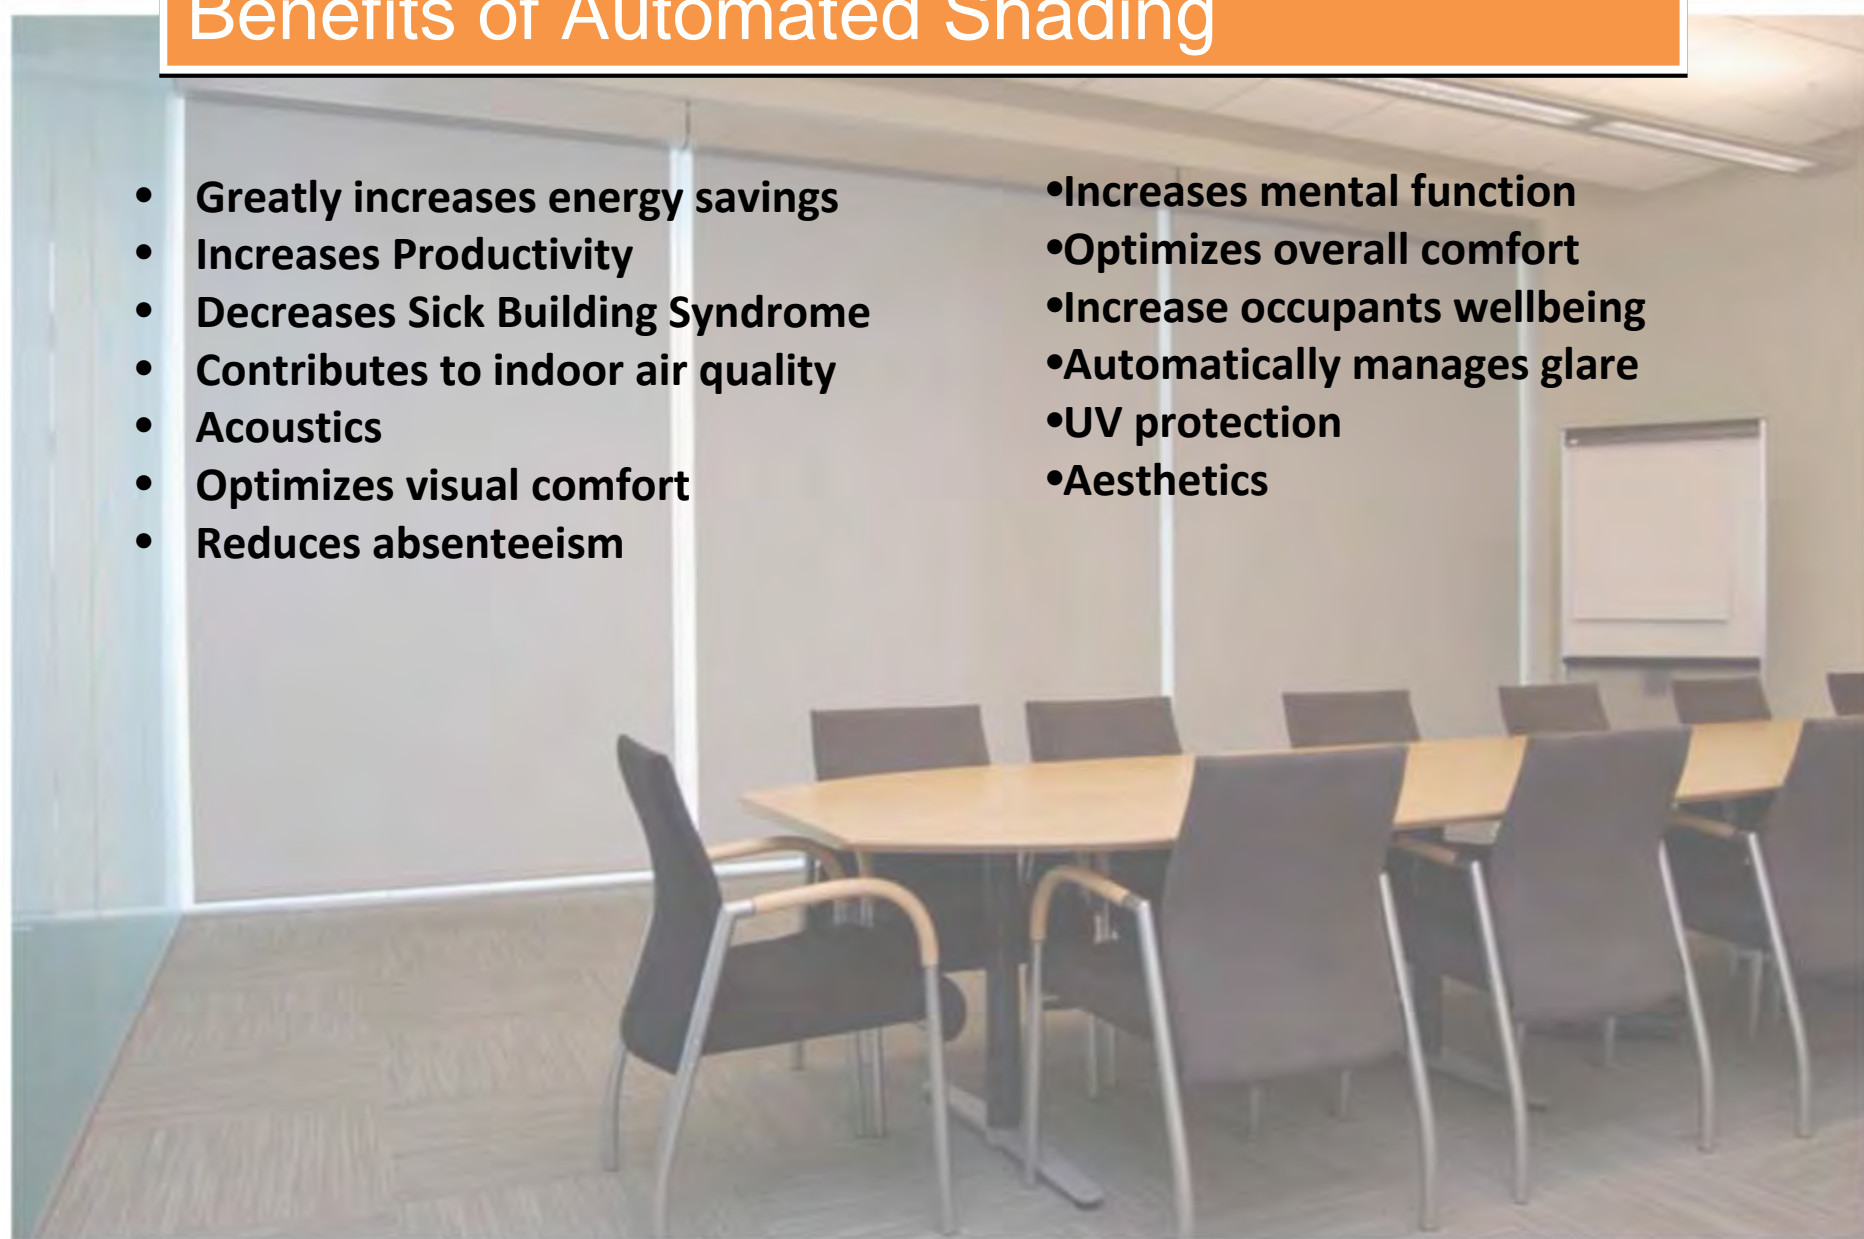 Benefits of Automated Shading
• Greatly increases energy savings
• Increases Productivity
• Decreases Sick Building Syndrome
• Contributes to indoor air quality
• Acoustics
• Optimizes visual comfort
• Reduces absenteeism
•Increases mental function
•Optimizes overall comfort
•Increase occupants wellbeing
•Automatically manages glare
•UV protection
•Aesthetics